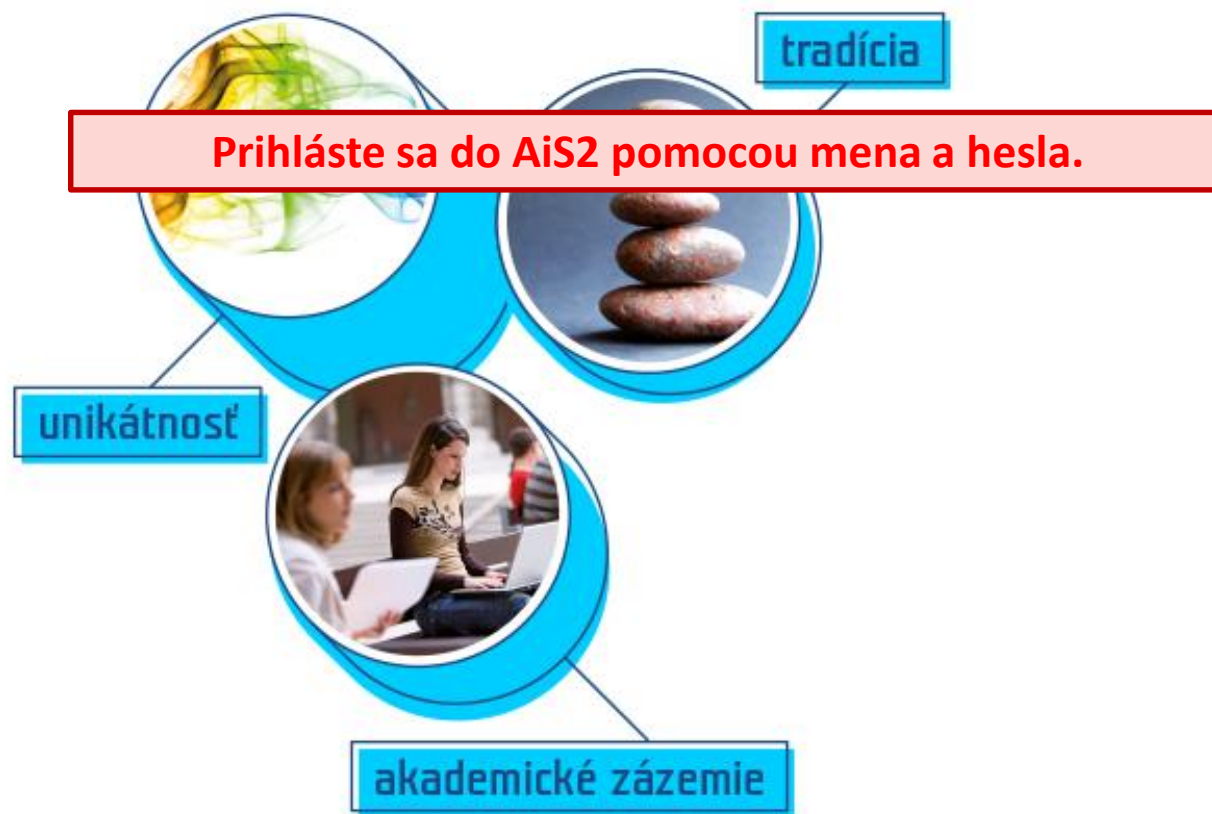 tradícia
Prihláste sa do AiS2 pomocou mena a hesla.
unikátnosť
akademické zázemie